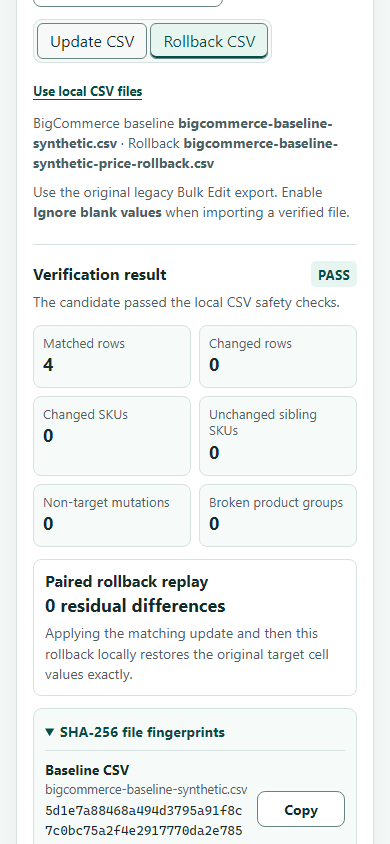 Update CSV
Rollback CSV
Use local CSV files
BigCommerce baseline bigcommerce-baseline-
synthetic.csv · Rollback bigcommerce-baseline-
synthetic-price-rollback.csv
Use the original legacy Bulk Edit export. Enable
Ignore blank values when importing a verified file.
Verification result
PASS
The candidate passed the local CSV safety checks.
Matched rows
4
Changed rows
0
Changed SKUs
0
Unchanged sibling
SKUs
0
Non-target mutations
0
Broken product groups
0
Paired rollback replay
0 residual differences
Applying the matching update and then this
rollback locally restores the original target cell
values exactly.
▼ SHA-256 file fingerprints
Baseline CSV
bigcommerce-baseline-synthetic.csv
5d1e7a88468a494d3795a91f8c
7c0bc75a2f4e2917770da2e785
Copy